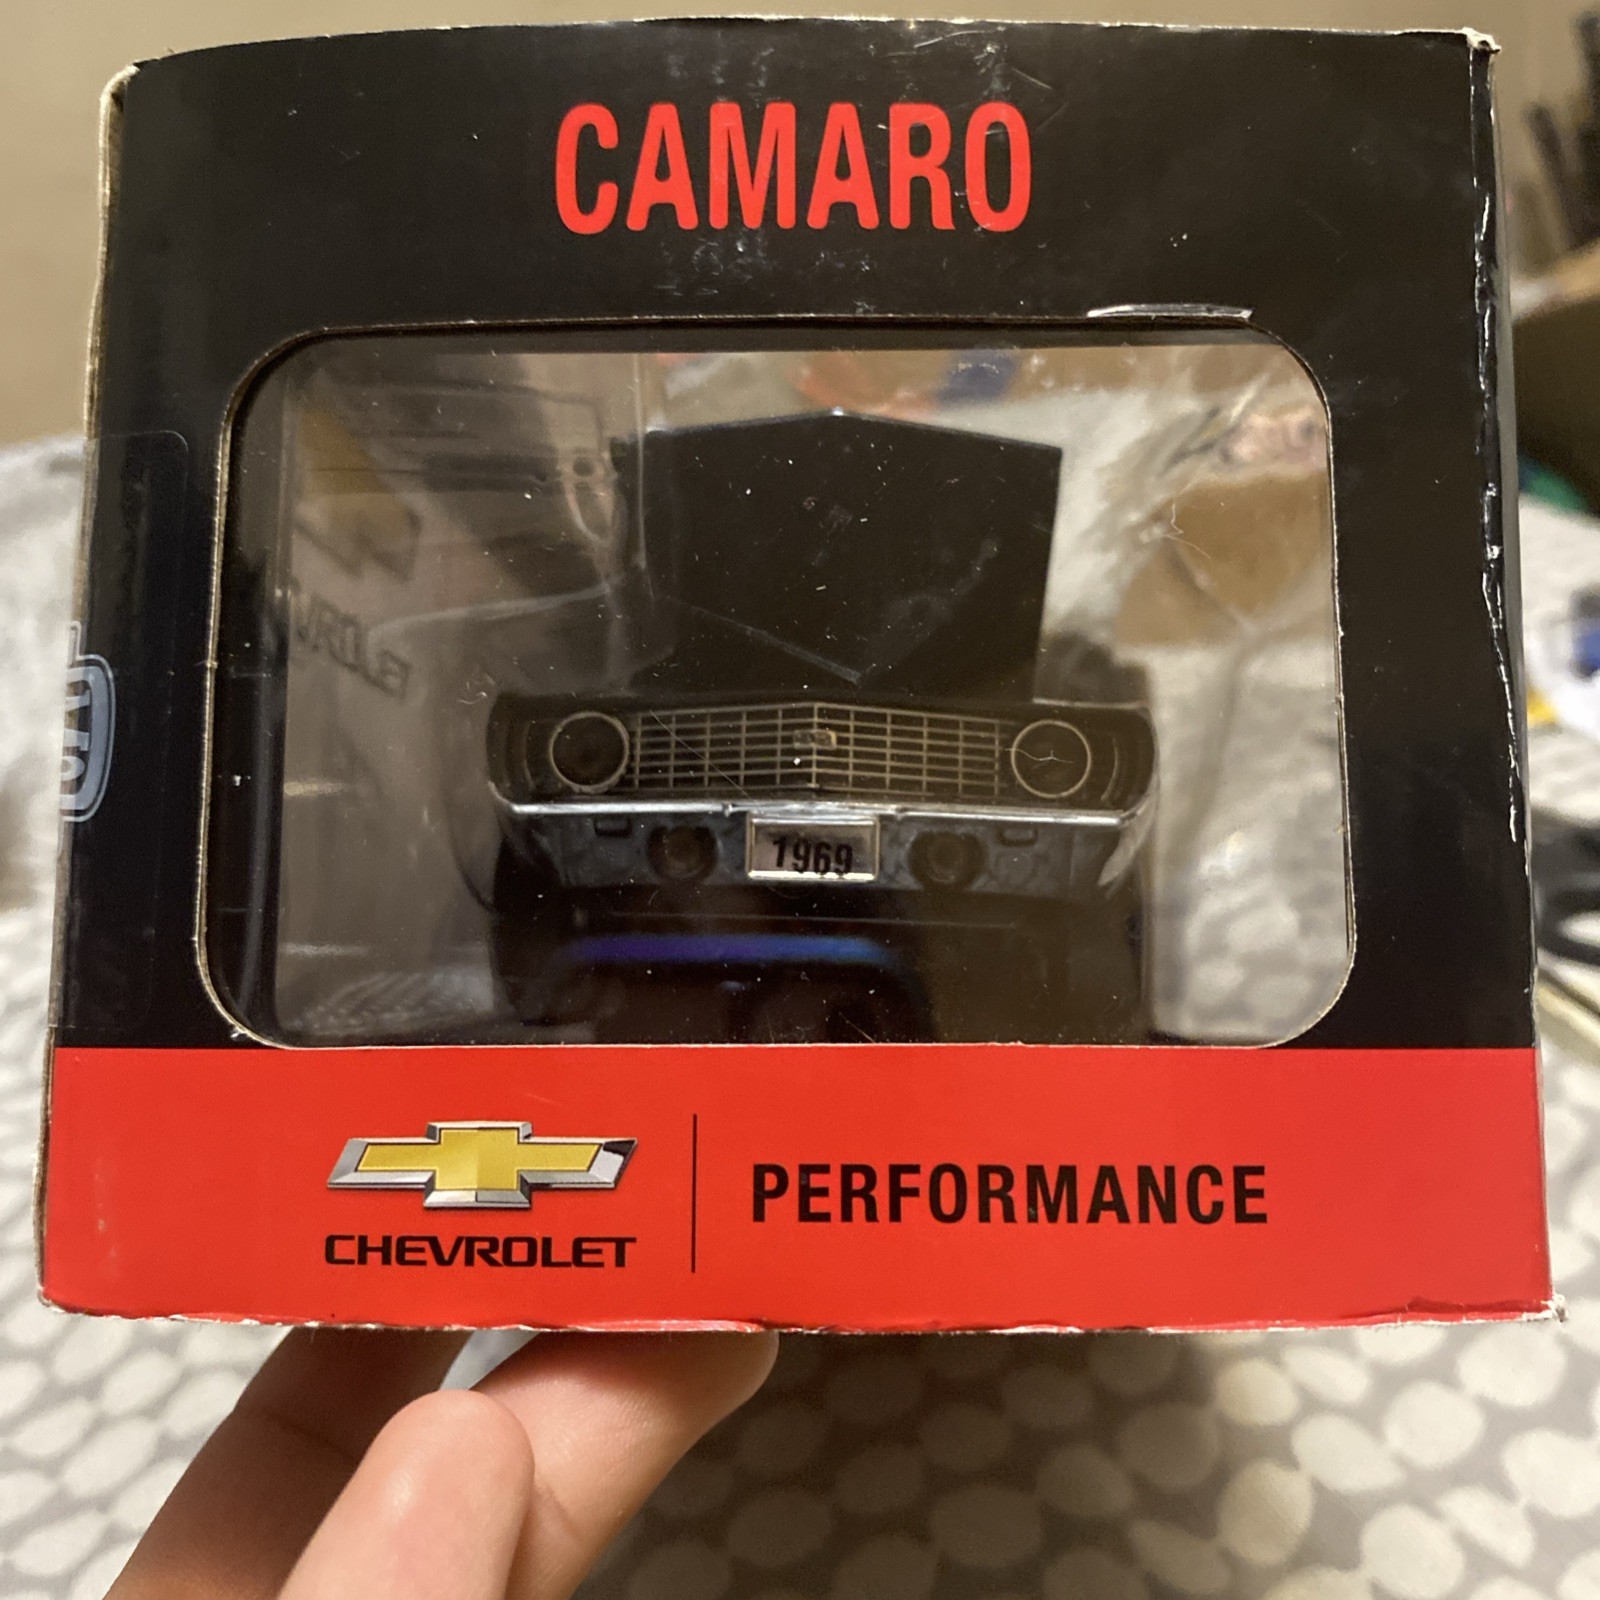 CAMARO
1969
CHEVROLET
PERFORMANCE